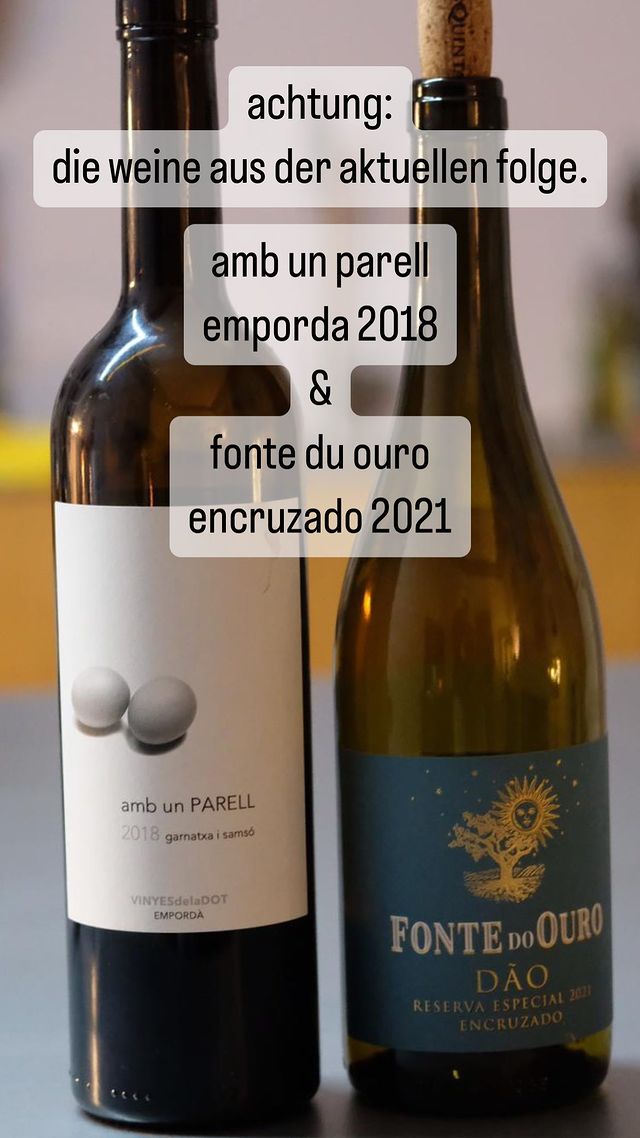 QUINT
achtung:
die weine aus der aktuellen folge.
amb un parell
emporda 2018
&
fonte du ouro
encruzado 2021
amb un PARELL
2018 garnatxa i samsó
VINYESdelaDOT
EMPORDÀ
FONTE DO OURO
DÃO
RESERVA ESPECIAL 2021
ENCRUZADO